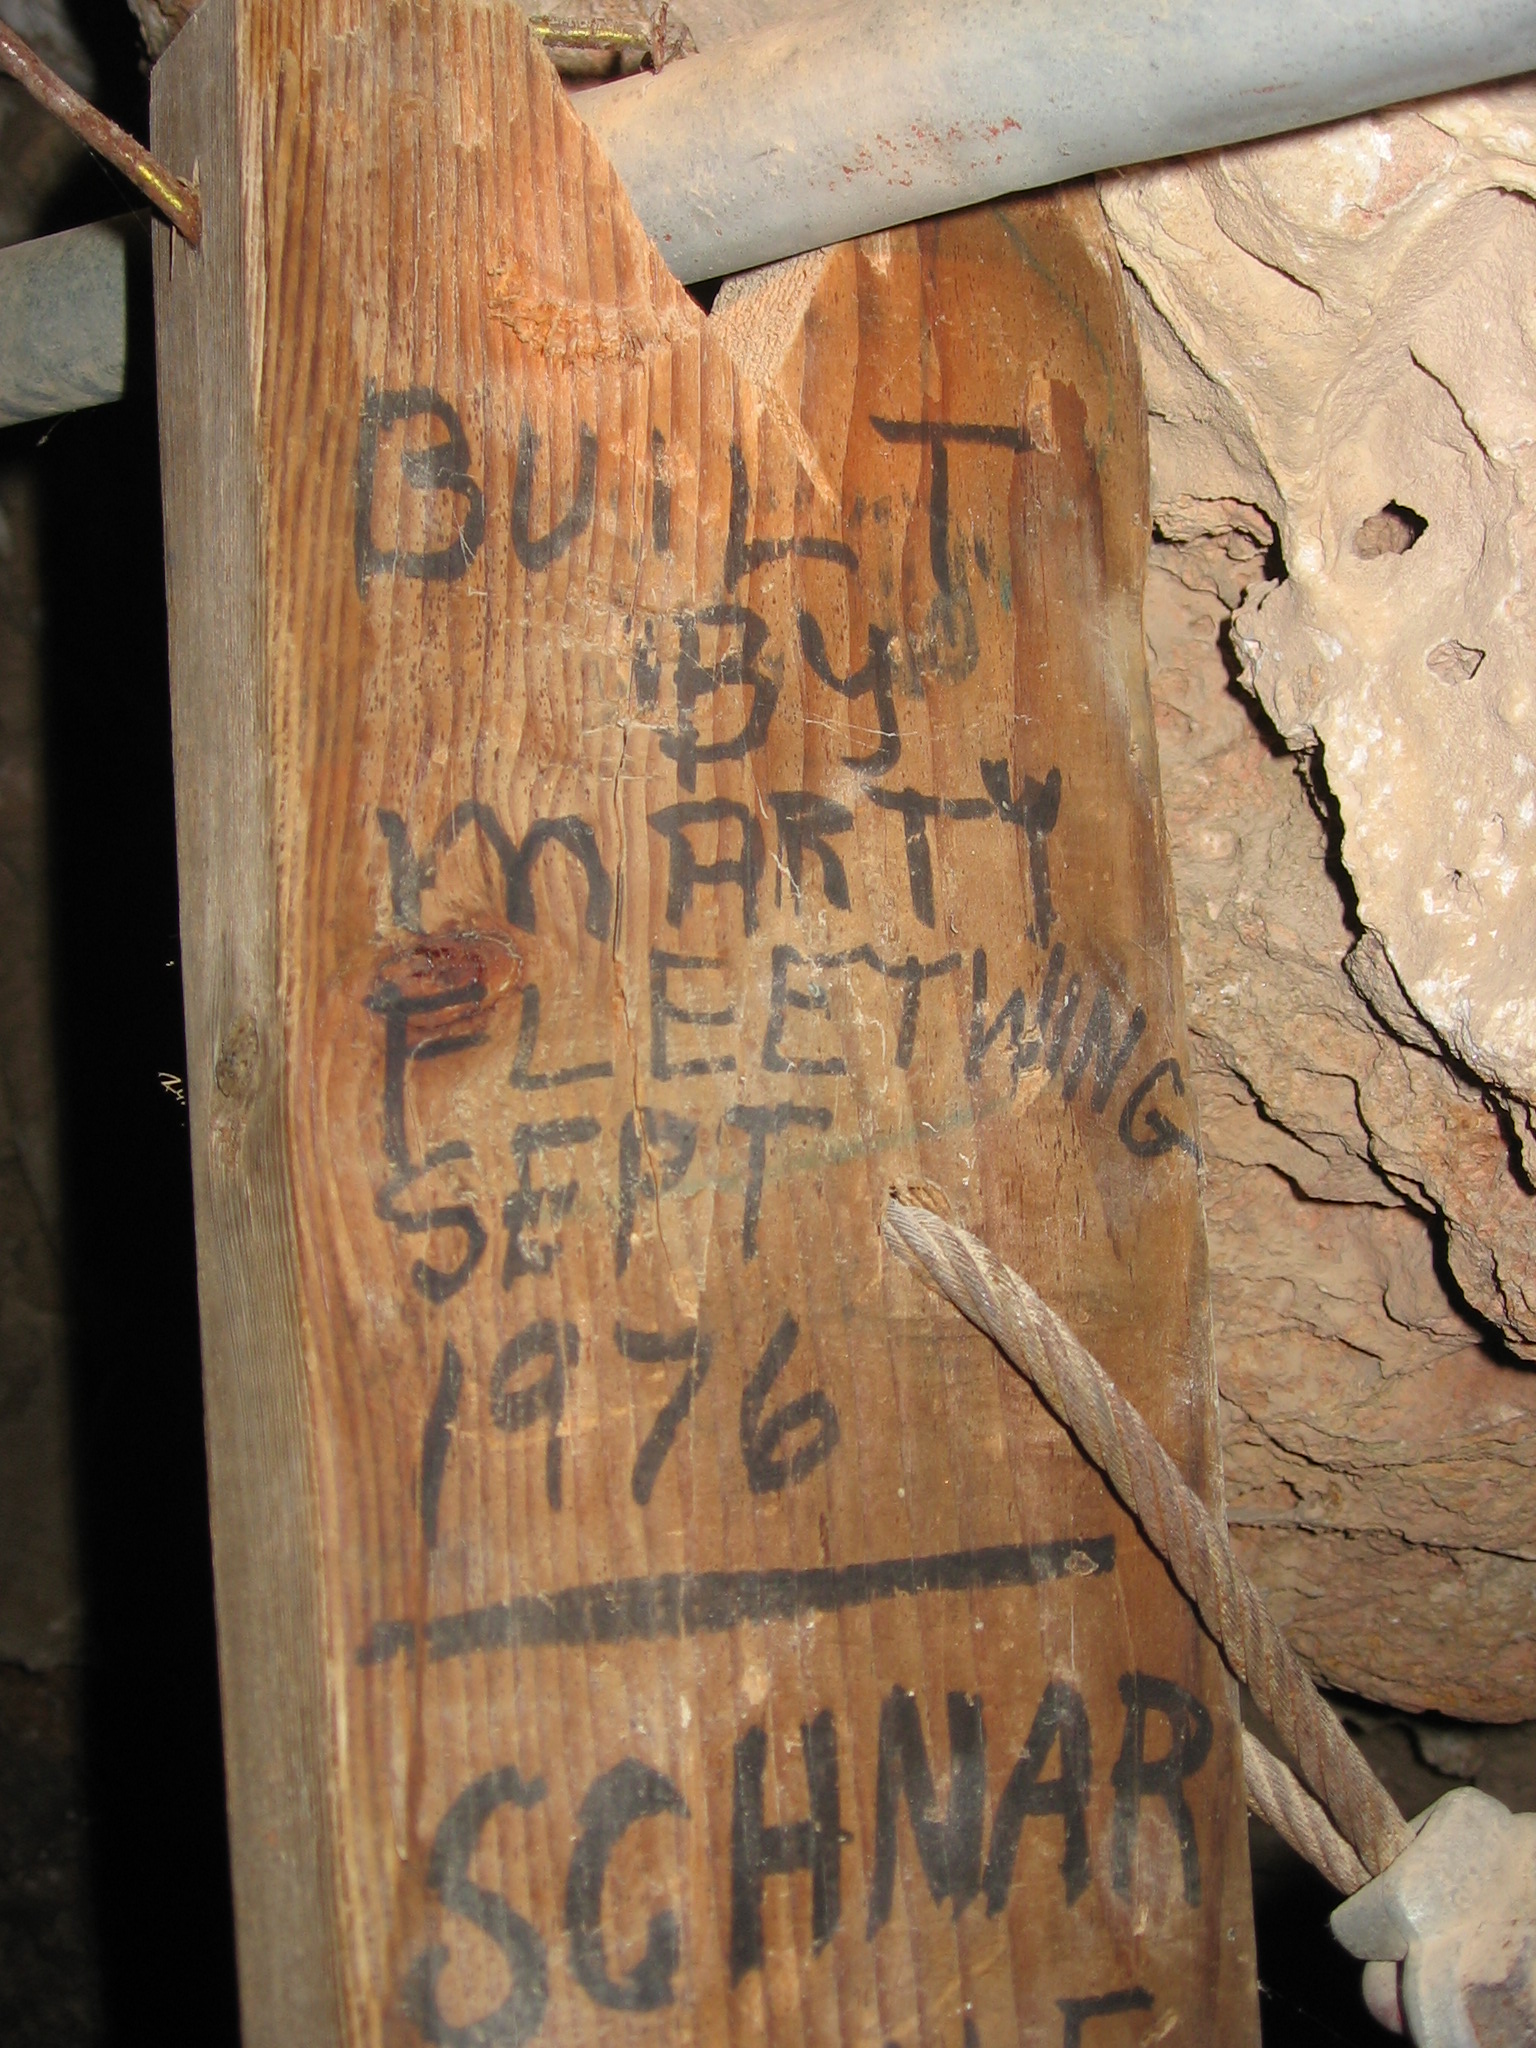 BUILT
BY
MARTY
FLEETWING
SEPT
1976
SCHNAR